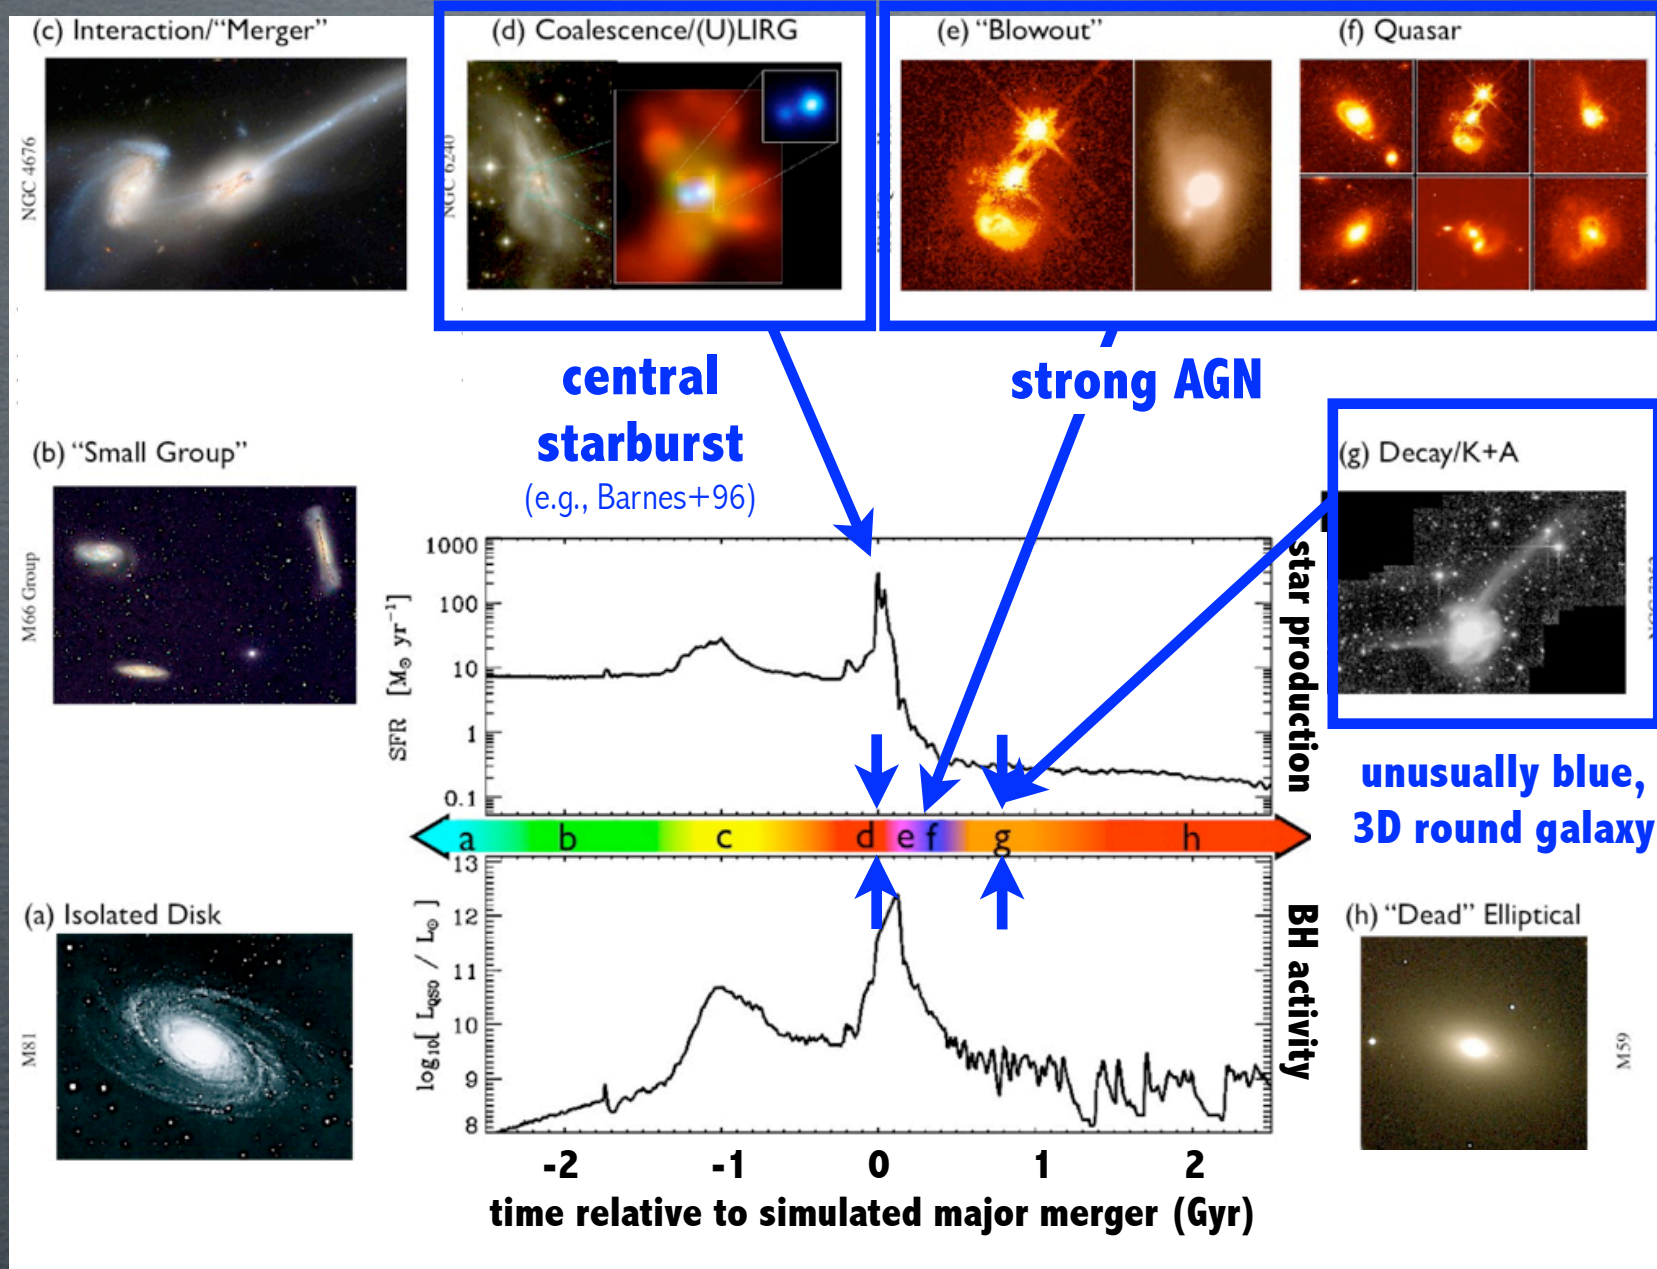 (c) Interaction/“Merger”
NGC 4676
(d) Coalescence/(U)LIRG
NGC 6240
(e) “Blowout”
(f) Quasar
central
starburst
(e.g., Barnes+96)
strong AGN
(b) “Small Group”
M66 Group
(g) Decay/K+A
unusually blue,
3D round galaxy
(a) Isolated Disk
M81
(h) “Dead” Elliptical
M59
1000
100
10
1
0.1
SFR [M⊙ yr⁻¹]
star production
a b c d e f g h
13
12
11
10
9
8
log₁₀[ L_QSO / L⊙ ]
BH activity
-2 -1 0 1 2
time relative to simulated major merger (Gyr)